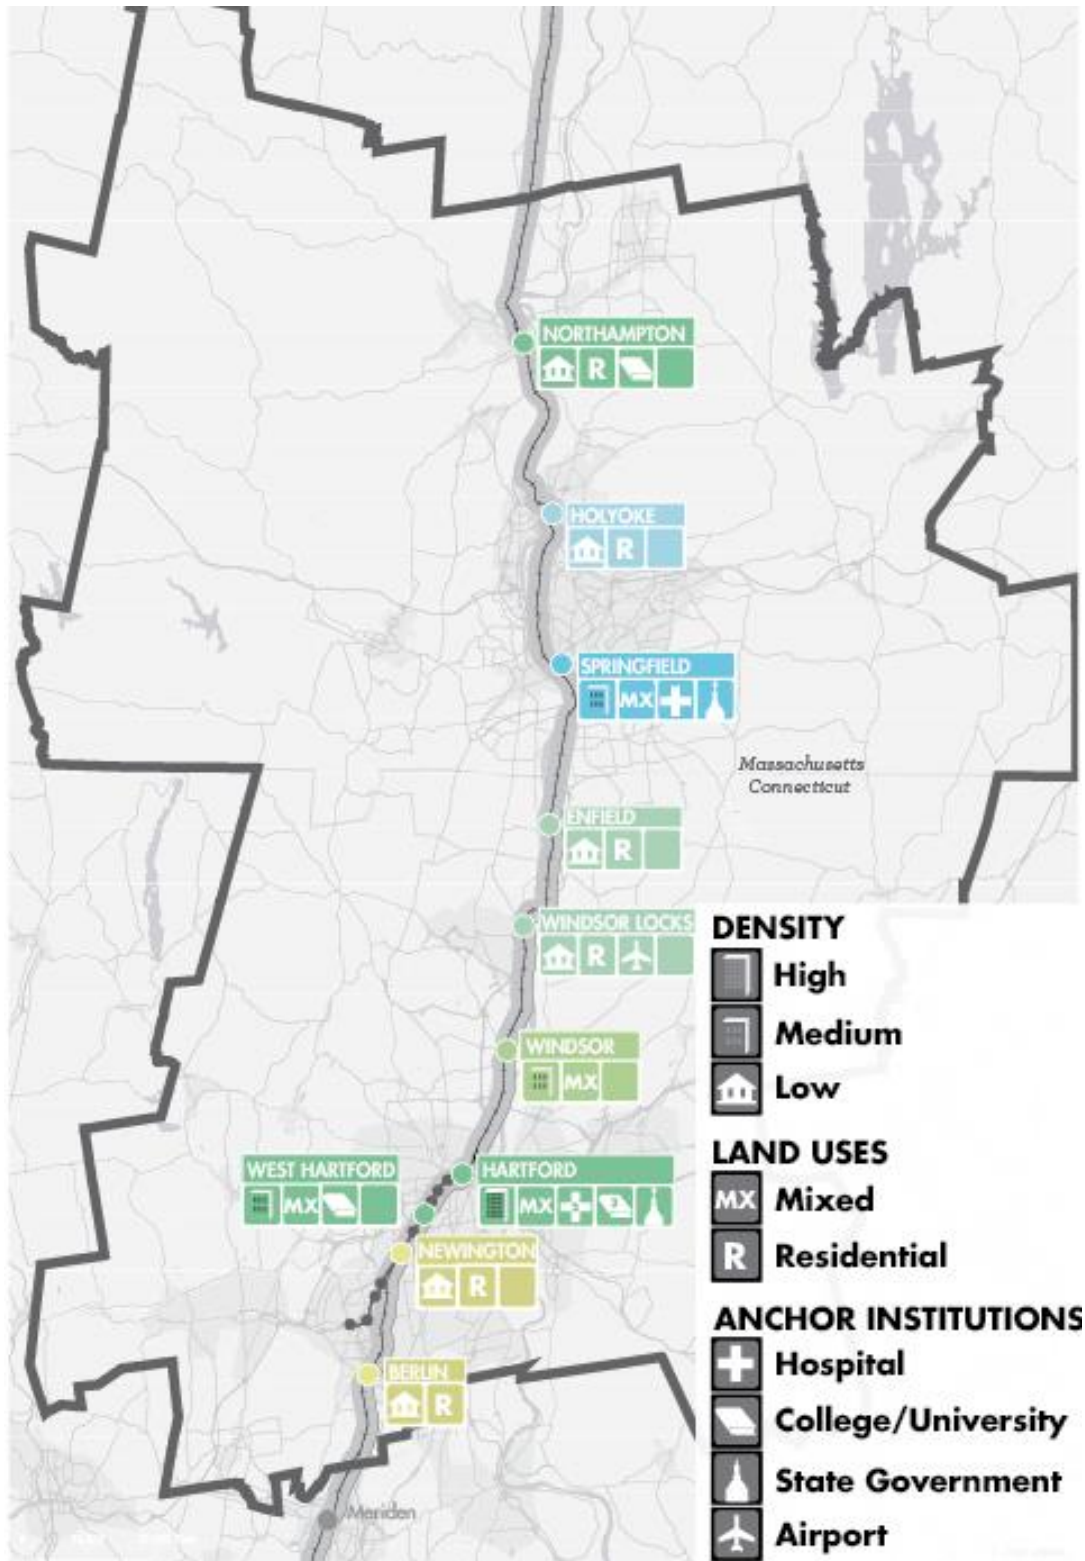 NORTHAMPTON
R
HOLYOKE
R
SPRINGFIELD
MX
Massachusetts
Connecticut
ENFIELD
R
WINDSOR LOCKS
R
WINDSOR
MX
WEST HARTFORD
MX
HARTFORD
MX
NEWINGTON
R
BERLIN
R
Meriden
DENSITY
High
Medium
Low
LAND USES
MX Mixed
R Residential
ANCHOR INSTITUTIONS
Hospital
College/University
State Government
Airport